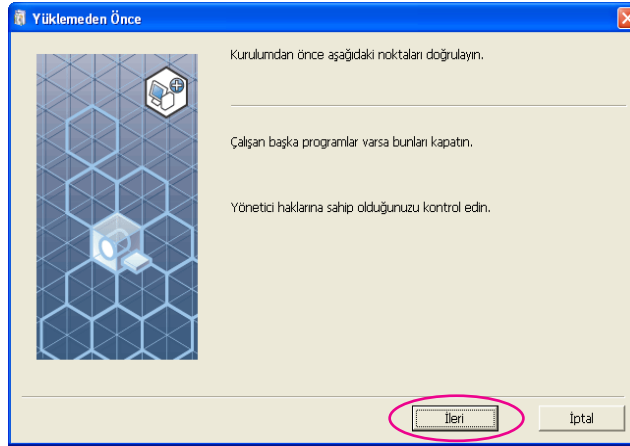 Yüklemeden Önce
Kurulumdan önce aşağıdaki noktaları doğrulayın.
Çalışan başka programlar varsa bunları kapatın.
Yönetici haklarına sahip olduğunuzu kontrol edin.
İleri
İptal